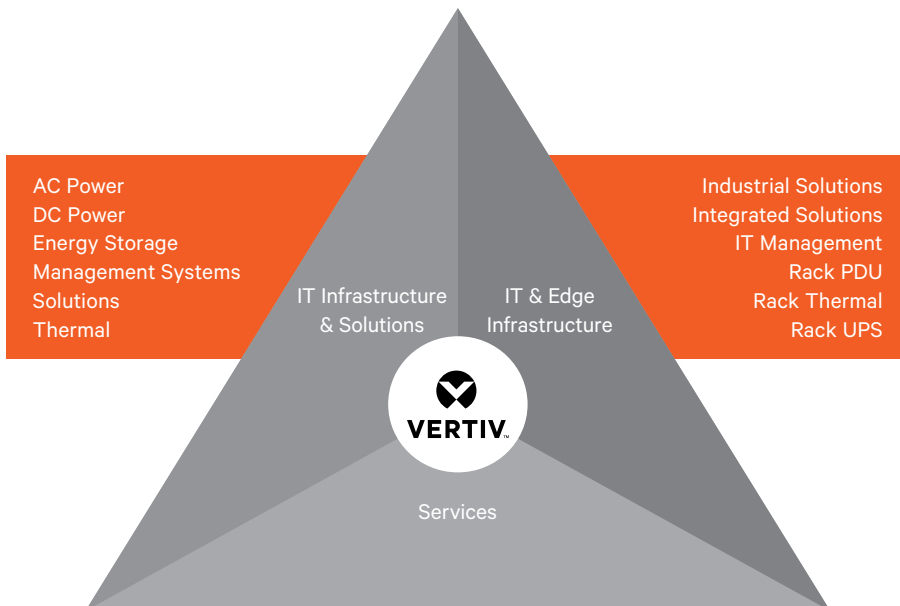 AC Power
DC Power
Energy Storage
Management Systems
Solutions
Thermal
IT Infrastructure
& Solutions
IT & Edge
Infrastructure
Industrial Solutions
Integrated Solutions
IT Management
Rack PDU
Rack Thermal
Rack UPS
VERTIV™
Services